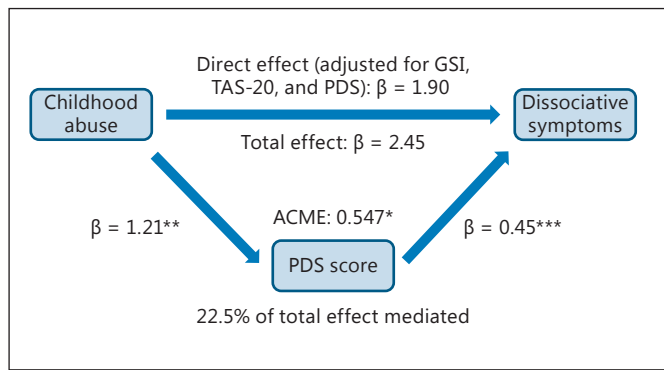 Direct effect (adjusted for GSI,
TAS-20, and PDS): β = 1.90
Childhood
abuse
Dissociative
symptoms
Total effect: β = 2.45
β = 1.21**
ACME: 0.547*
β = 0.45***
PDS score
22.5% of total effect mediated